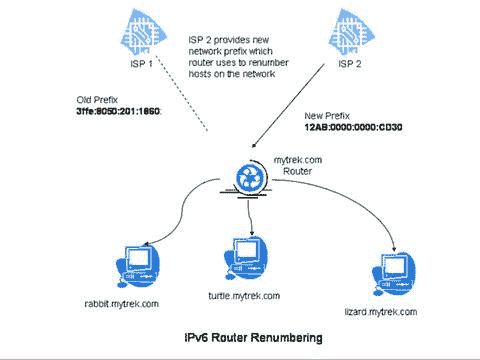 ISP 1
ISP 2 provides new
network prefix which
router uses to renumber
hosts on the network
ISP 2
Old Prefix
3ffe:8050:201:1860:
New Prefix
12AB:0000:0000:CD30
mytrek.com
Router
rabbit.mytrek.com
turtle.mytrek.com
lizard.mytrek.com
IPv6 Router Renumbering